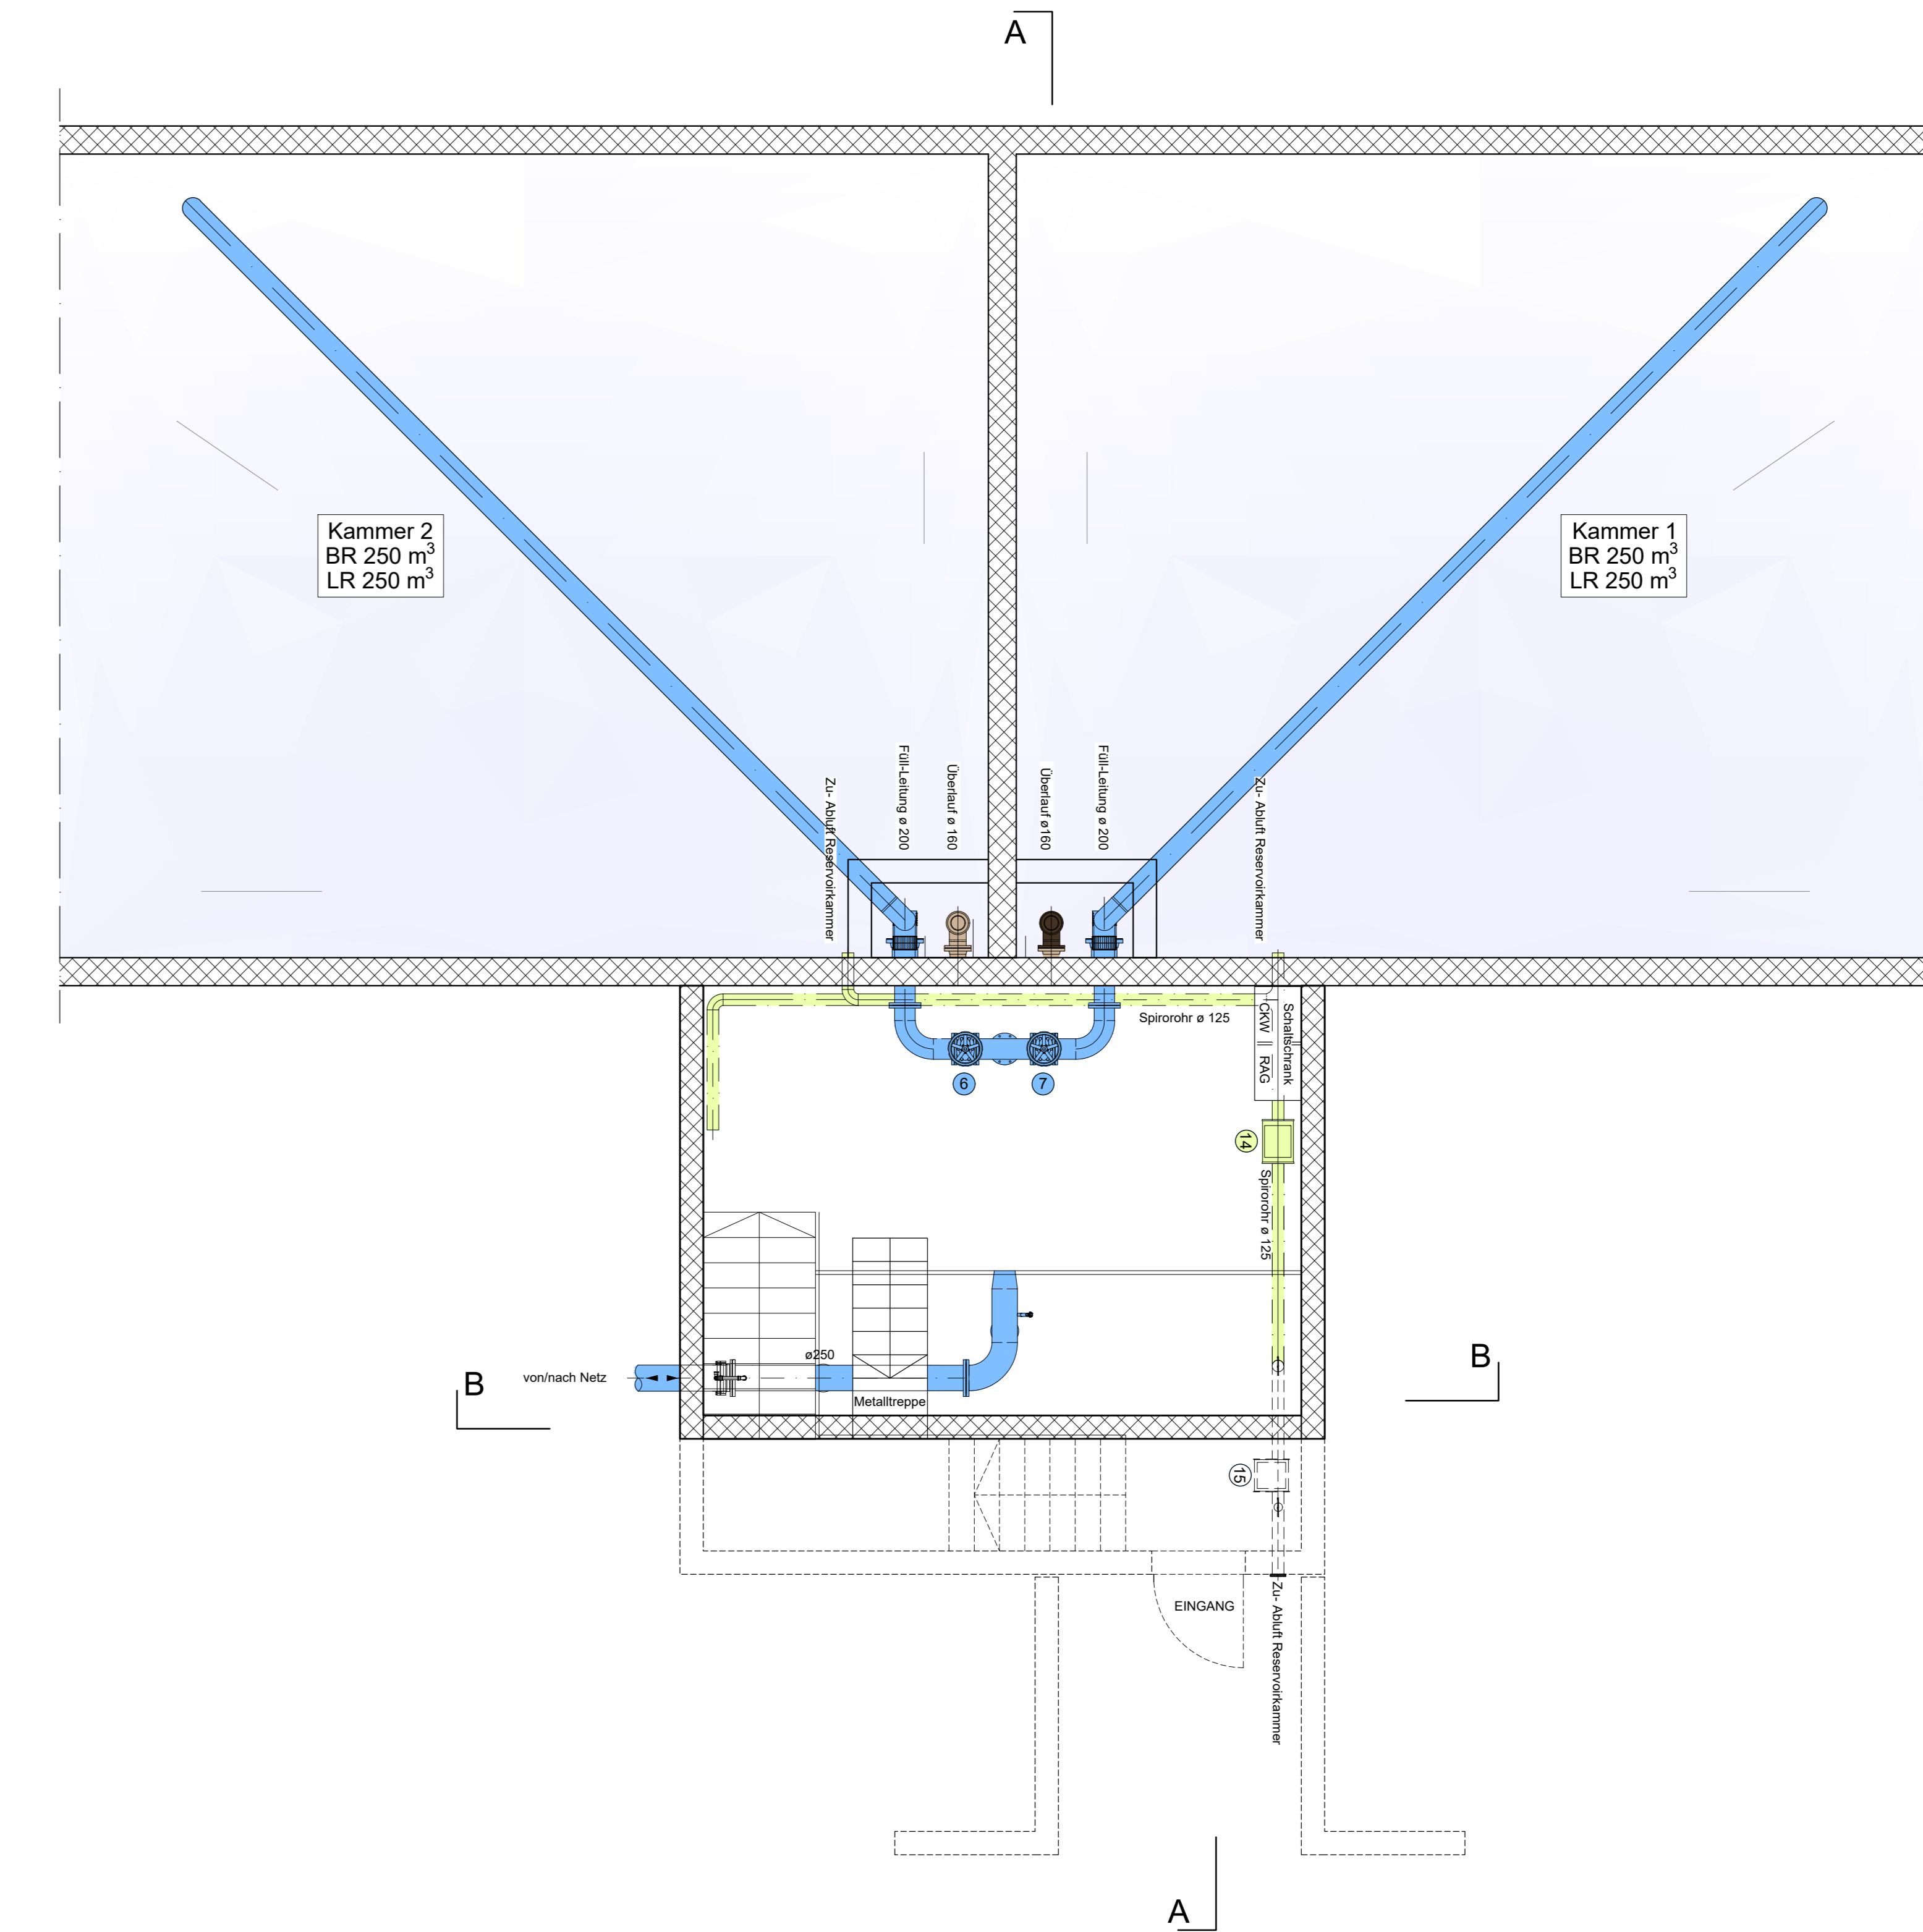 A
Kammer 2
BR 250 m³
LR 250 m³
Kammer 1
BR 250 m³
LR 250 m³
Zu- Abluft Reservoirkammer
Füll-Leitung ø 200
Überlauf ø 160
Überlauf ø160
Füll-Leitung ø 200
Zu- Abluft Reservoirkammer
Spirorohr ø 125
Schaltschrank
CKW || RAG
6
7
14
Spirorohr ø 125
ø250
von/nach Netz
B
B
Metalltreppe
15
EINGANG
Zu- Abluft Reservoirkammer
A